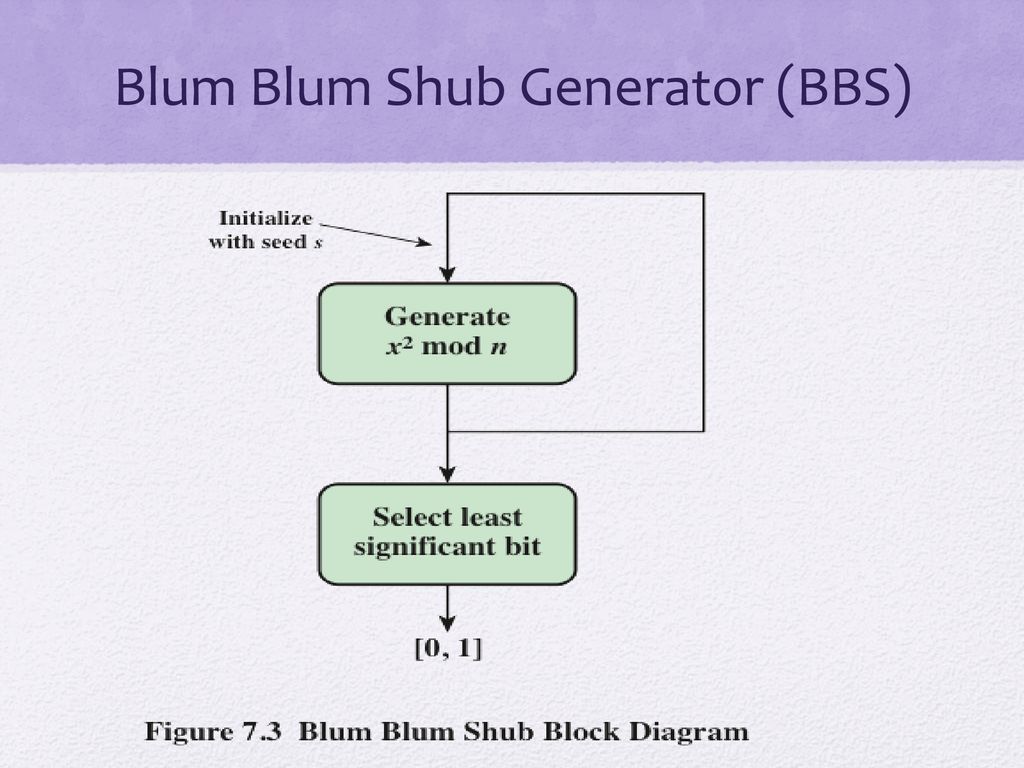 Blum Blum Shub Generator (BBS)
Initialize
with seed s
Generate
x² mod n
Select least
significant bit
[0, 1]
Figure 7.3 Blum Blum Shub Block Diagram